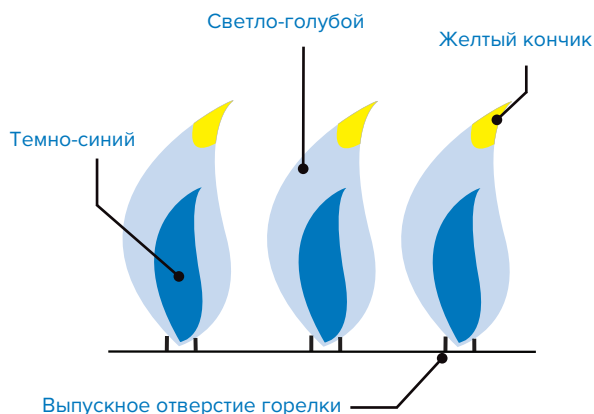 Светло-голубой
Желтый кончик
Темно-синий
Выпускное отверстие горелки